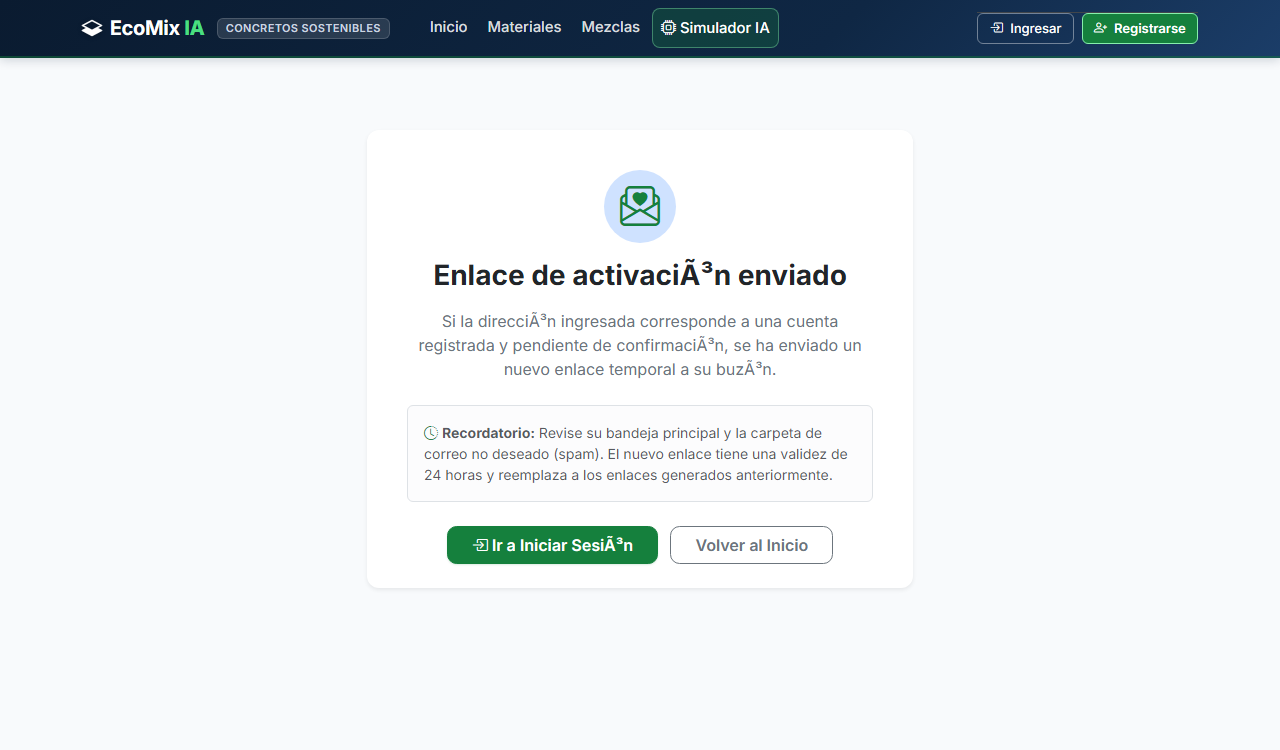 EcoMix IA CONCRETOS SOSTENIBLES Inicio Materiales Mezclas Simulador IA Ingresar Registrarse
Enlace de activaciÃ³n enviado
Si la direcciÃ³n ingresada corresponde a una cuenta
registrada y pendiente de confirmaciÃ³n, se ha enviado un
nuevo enlace temporal a su buzÃ³n.
Recordatorio: Revise su bandeja principal y la carpeta de
correo no deseado (spam). El nuevo enlace tiene una validez de
24 horas y reemplaza a los enlaces generados anteriormente.
Ir a Iniciar SesiÃ³n Volver al Inicio